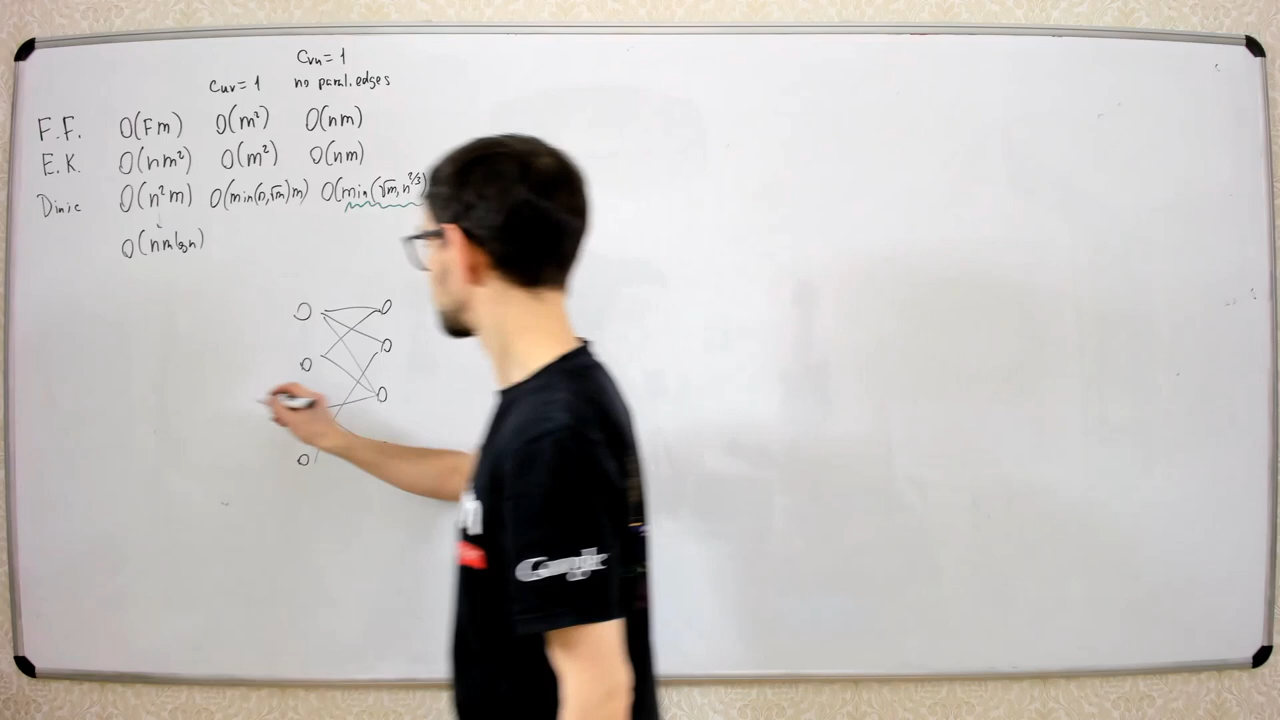 Cvu = 1
Cuv = 1 no paral. edges
F.F. O(Fm) O(m²) O(nm)
E.K. O(nm²) O(m²) O(nm)
Dinic O(n²m) O(min(n,√m)m) O(min(√m,n^2/3)
O(nm log n)
Google